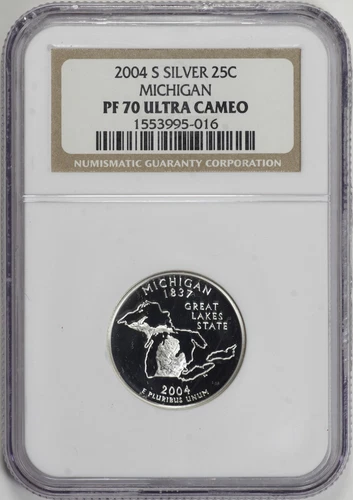 2004 S SILVER 25C
MICHIGAN
PF 70 ULTRA CAMEO
1553995-016
NUMISMATIC GUARANTY CORPORATION
MICHIGAN
1837
GREAT
LAKES
STATE
2004
E PLURIBUS UNUM